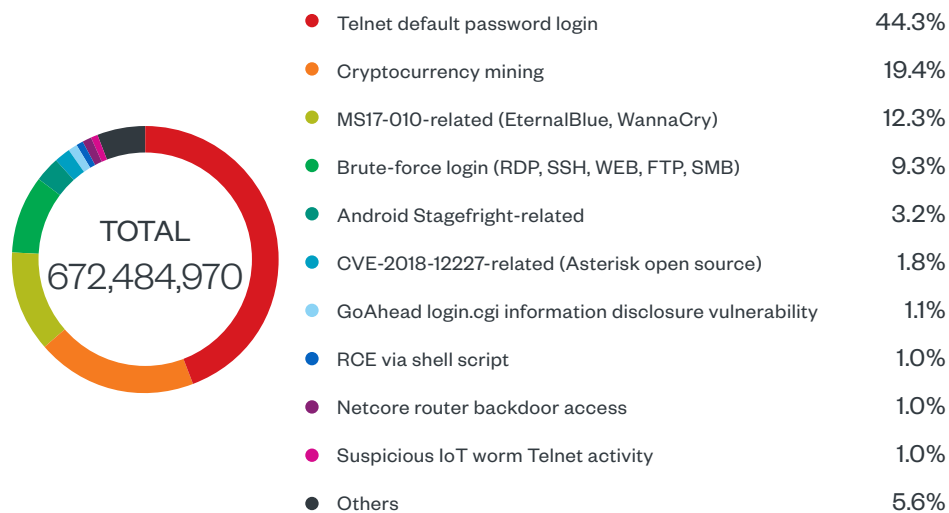 TOTAL
672,484,970
Telnet default password login 44.3%
Cryptocurrency mining 19.4%
MS17-010-related (EternalBlue, WannaCry) 12.3%
Brute-force login (RDP, SSH, WEB, FTP, SMB) 9.3%
Android Stagefright-related 3.2%
CVE-2018-12227-related (Asterisk open source) 1.8%
GoAhead login.cgi information disclosure vulnerability 1.1%
RCE via shell script 1.0%
Netcore router backdoor access 1.0%
Suspicious IoT worm Telnet activity 1.0%
Others 5.6%